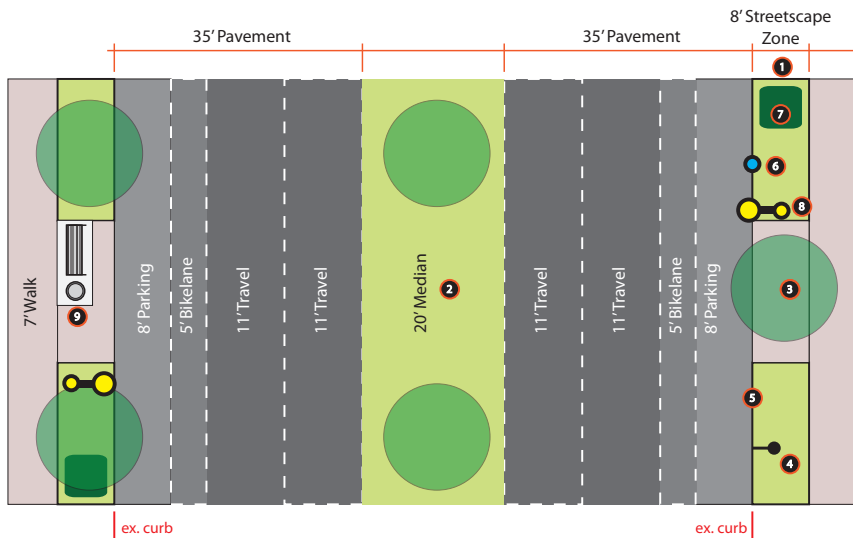 35' Pavement
35' Pavement
8' Streetscape
Zone
1
7
6
8
7' Walk
8' Parking
5' Bikelane
11' Travel
11' Travel
20' Median
2
11' Travel
11' Travel
5' Bikelane
8' Parking
3
9
5
4
ex. curb
ex. curb